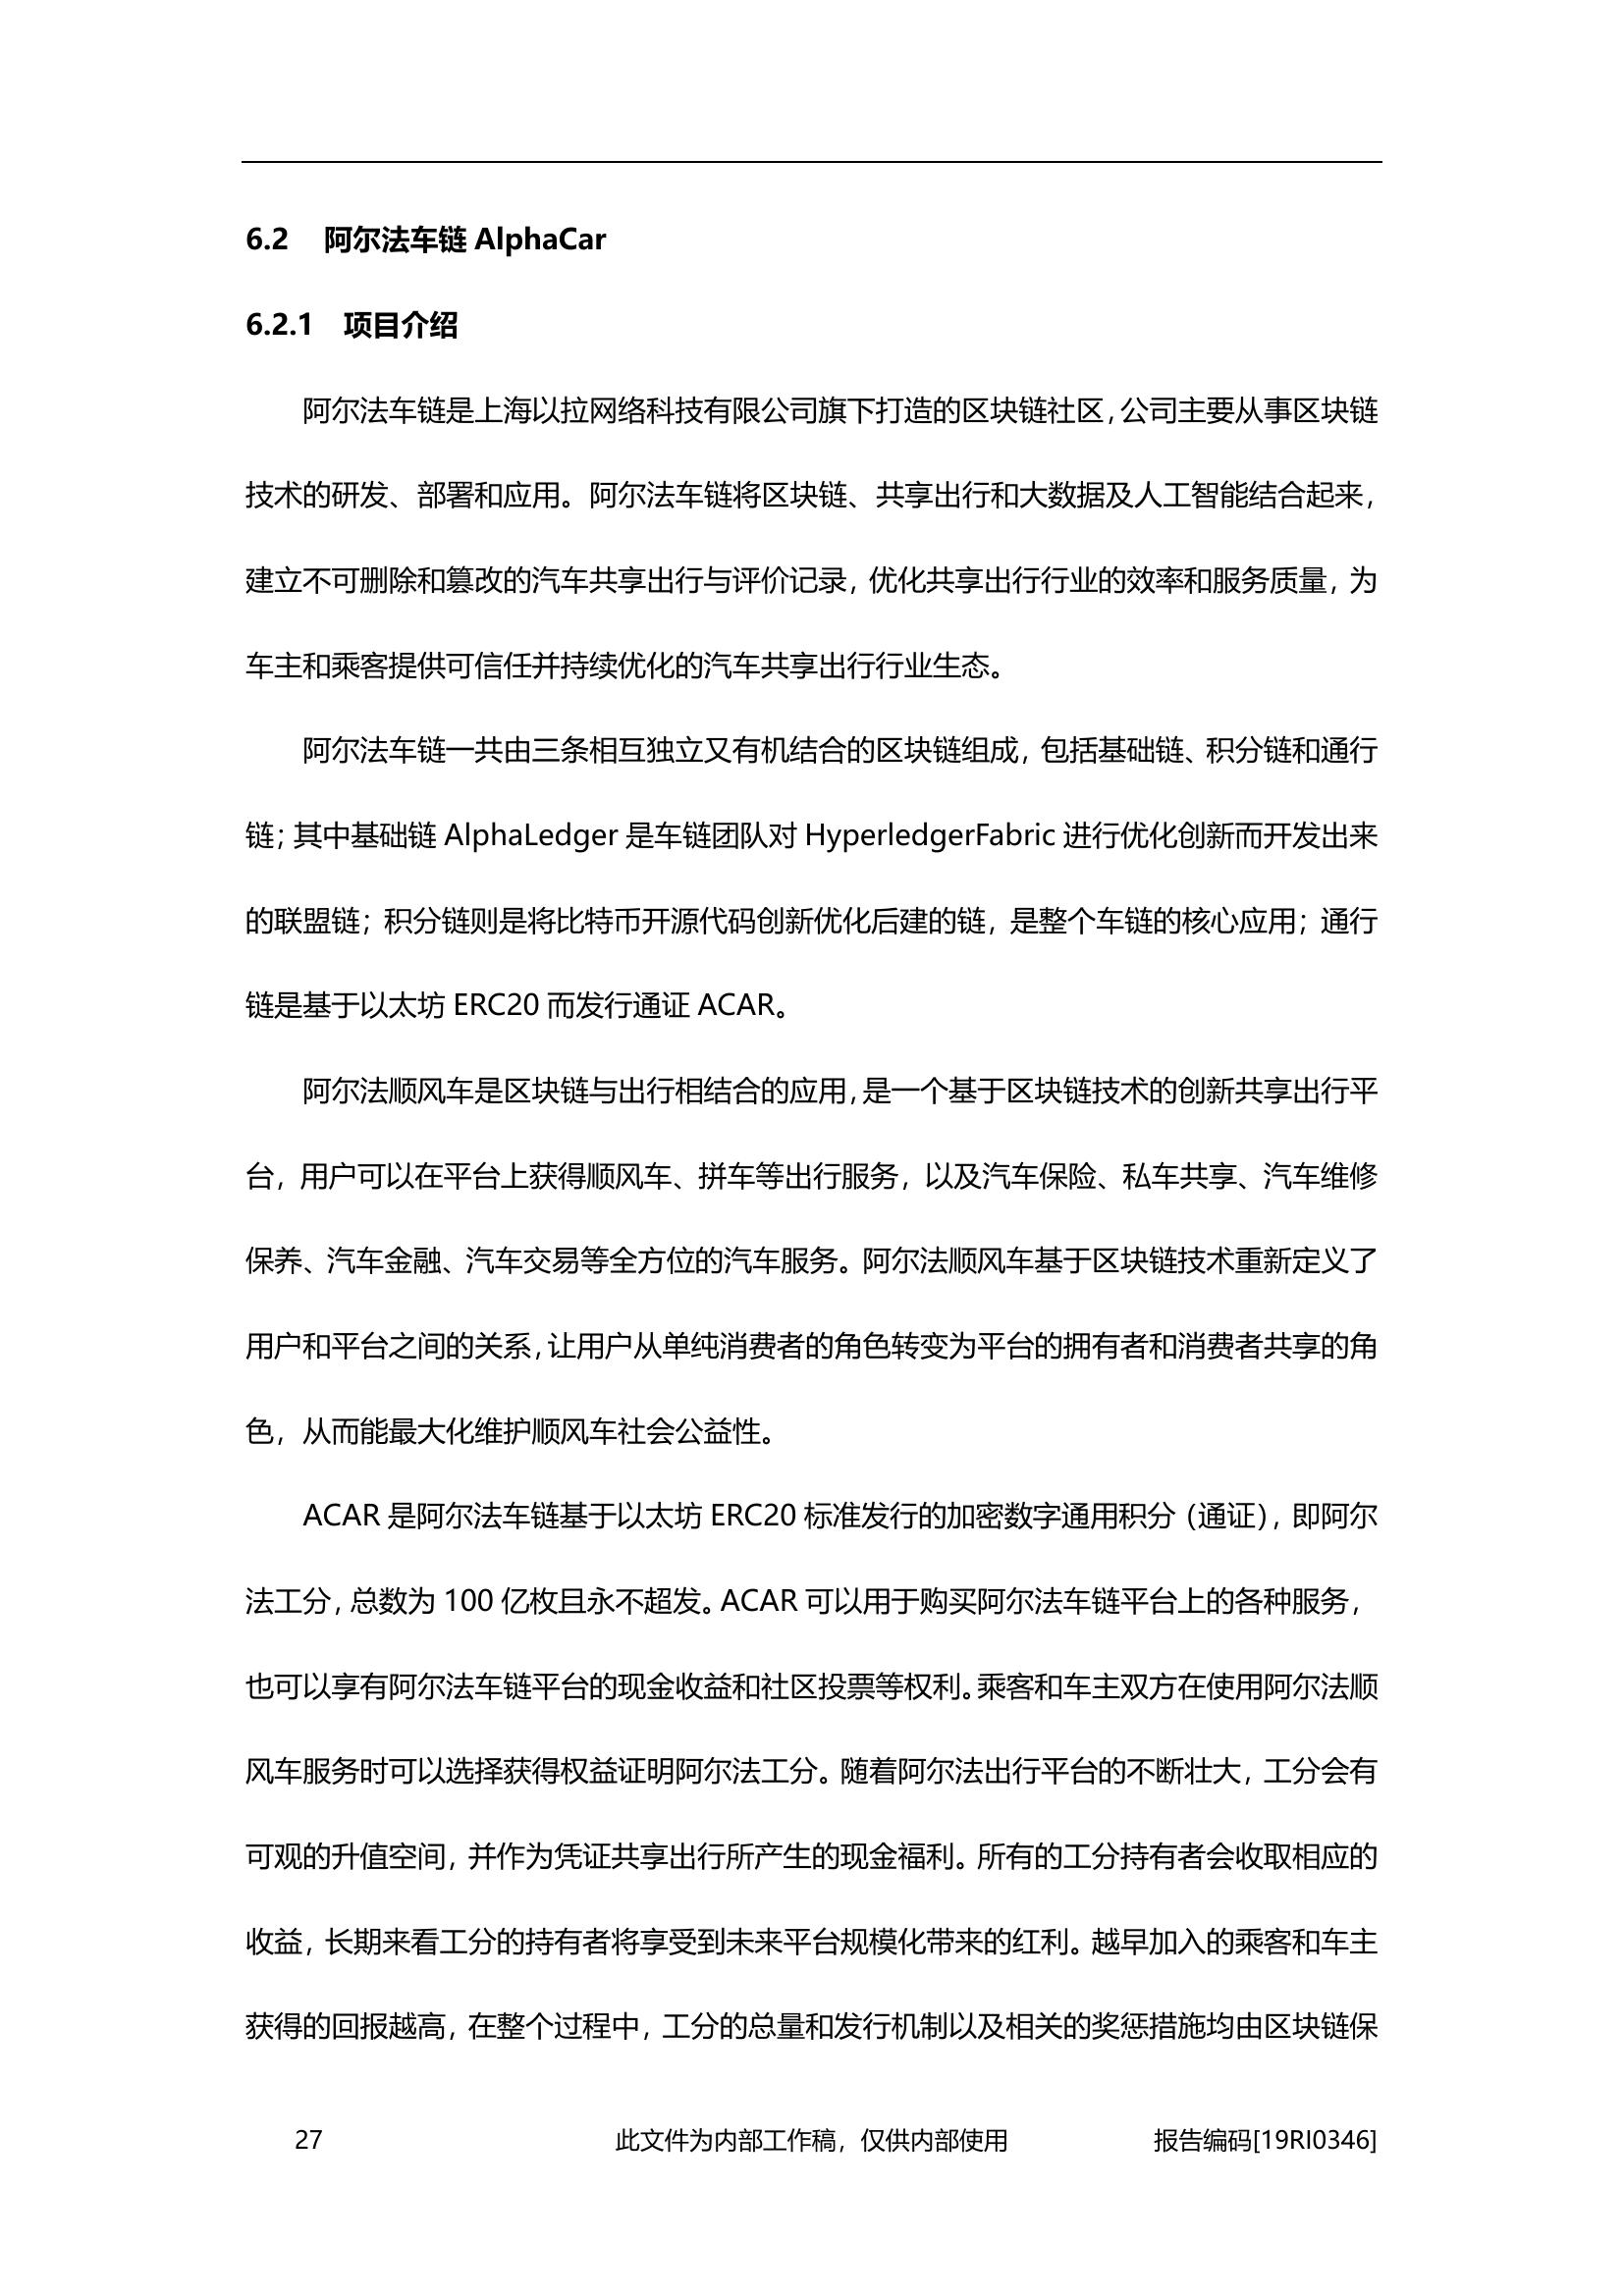 6.2 阿尔法车链 AlphaCar
6.2.1 项目介绍
阿尔法车链是上海以拉网络科技有限公司旗下打造的区块链社区，公司主要从事区块链
技术的研发、部署和应用。阿尔法车链将区块链、共享出行和大数据及人工智能结合起来，
建立不可删除和篡改的汽车共享出行与评价记录，优化共享出行行业的效率和服务质量，为
车主和乘客提供可信任并持续优化的汽车共享出行行业生态。
阿尔法车链一共由三条相互独立又有机结合的区块链组成，包括基础链、积分链和通行
链；其中基础链 AlphaLedger 是车链团队对 HyperledgerFabric 进行优化创新而开发出来
的联盟链；积分链则是将比特币开源代码创新优化后建的链，是整个车链的核心应用；通行
链是基于以太坊 ERC20 而发行通证 ACAR。
阿尔法顺风车是区块链与出行相结合的应用，是一个基于区块链技术的创新共享出行平
台，用户可以在平台上获得顺风车、拼车等出行服务，以及汽车保险、私车共享、汽车维修
保养、汽车金融、汽车交易等全方位的汽车服务。阿尔法顺风车基于区块链技术重新定义了
用户和平台之间的关系，让用户从单纯消费者的角色转变为平台的拥有者和消费者共享的角
色，从而能最大化维护顺风车社会公益性。
ACAR 是阿尔法车链基于以太坊 ERC20 标准发行的加密数字通用积分（通证），即阿尔
法工分，总数为 100 亿枚且永不超发。ACAR 可以用于购买阿尔法车链平台上的各种服务，
也可以享有阿尔法车链平台的现金收益和社区投票等权利。乘客和车主双方在使用阿尔法顺
风车服务时可以选择获得权益证明阿尔法工分。随着阿尔法出行平台的不断壮大，工分会有
可观的升值空间，并作为凭证共享出行所产生的现金福利。所有的工分持有者会收取相应的
收益，长期来看工分的持有者将享受到未来平台规模化带来的红利。越早加入的乘客和车主
获得的回报越高，在整个过程中，工分的总量和发行机制以及相关的奖惩措施均由区块链保
27 此文件为内部工作稿，仅供内部使用 报告编码[19RI0346]